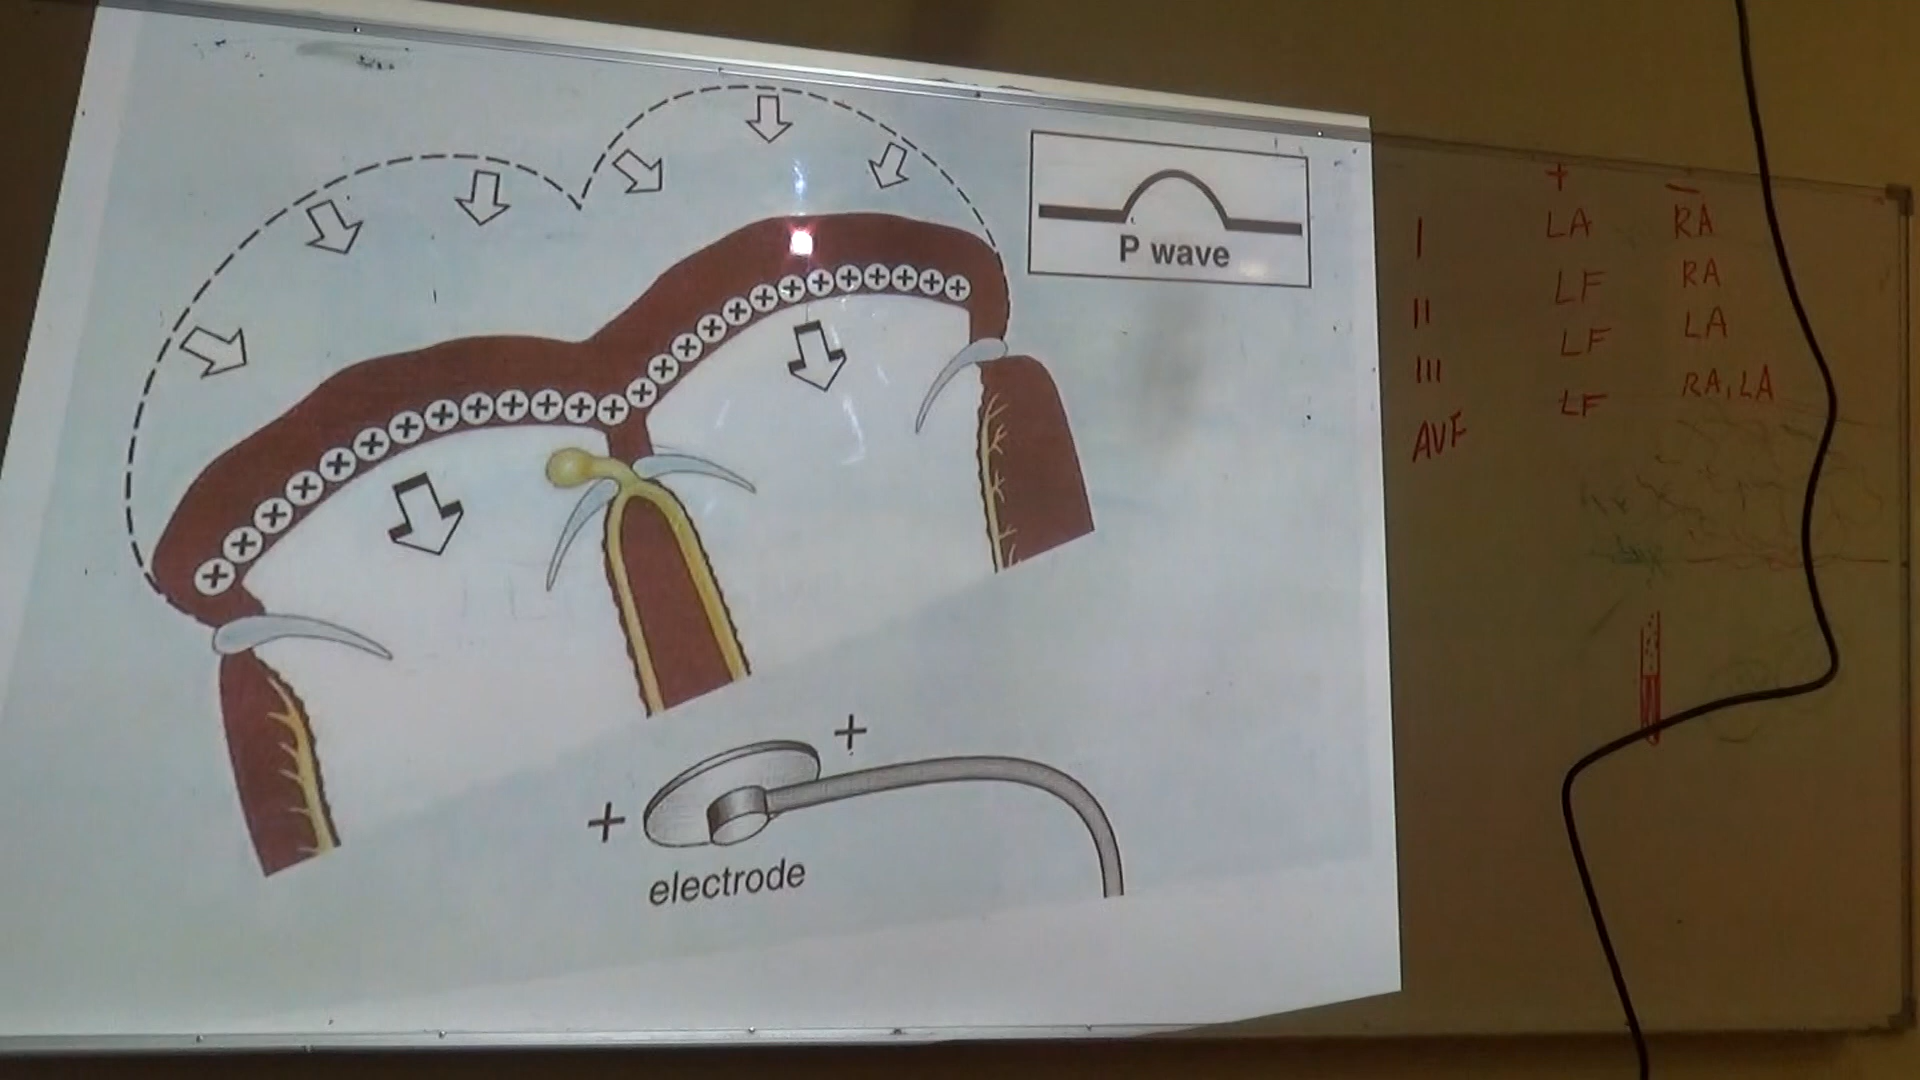 P wave
+
+
electrode
+ −
I LA RA
II LF RA
III LF LA
AVF LF RA, LA